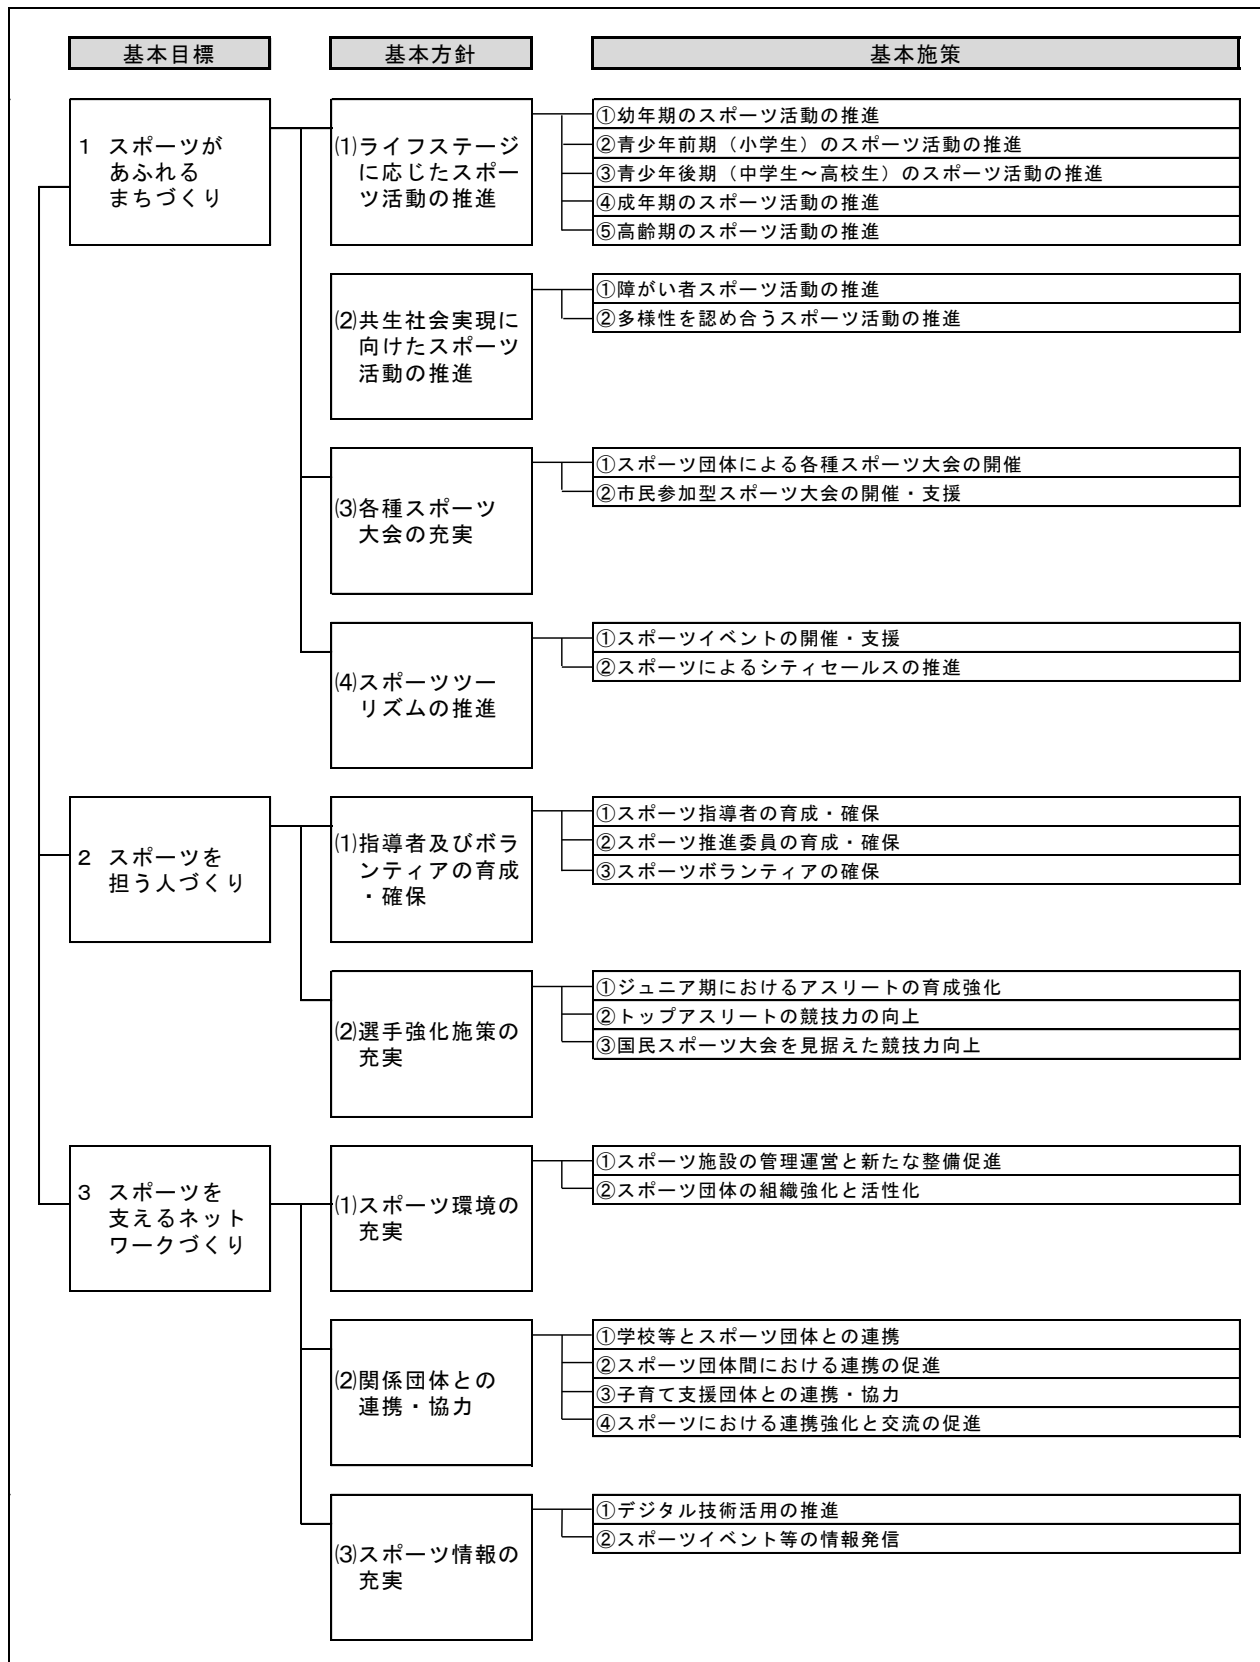 基本目標
基本方針
基本施策
1 スポーツが
あふれる
まちづくり
⑴ライフステージ
に応じたスポー
ツ活動の推進
①幼年期のスポーツ活動の推進
②青少年前期（小学生）のスポーツ活動の推進
③青少年後期（中学生～高校生）のスポーツ活動の推進
④成年期のスポーツ活動の推進
⑤高齢期のスポーツ活動の推進
⑵共生社会実現に
向けたスポーツ
活動の推進
①障がい者スポーツ活動の推進
②多様性を認め合うスポーツ活動の推進
⑶各種スポーツ
大会の充実
①スポーツ団体による各種スポーツ大会の開催
②市民参加型スポーツ大会の開催・支援
⑷スポーツツー
リズムの推進
①スポーツイベントの開催・支援
②スポーツによるシティセールスの推進
2 スポーツを
担う人づくり
⑴指導者及びボラ
ンティアの育成
・確保
①スポーツ指導者の育成・確保
②スポーツ推進委員の育成・確保
③スポーツボランティアの確保
⑵選手強化施策の
充実
①ジュニア期におけるアスリートの育成強化
②トップアスリートの競技力の向上
③国民スポーツ大会を見据えた競技力向上
3 スポーツを
支えるネット
ワークづくり
⑴スポーツ環境の
充実
①スポーツ施設の管理運営と新たな整備促進
②スポーツ団体の組織強化と活性化
⑵関係団体との
連携・協力
①学校等とスポーツ団体との連携
②スポーツ団体間における連携の促進
③子育て支援団体との連携・協力
④スポーツにおける連携強化と交流の促進
⑶スポーツ情報の
充実
①デジタル技術活用の推進
②スポーツイベント等の情報発信